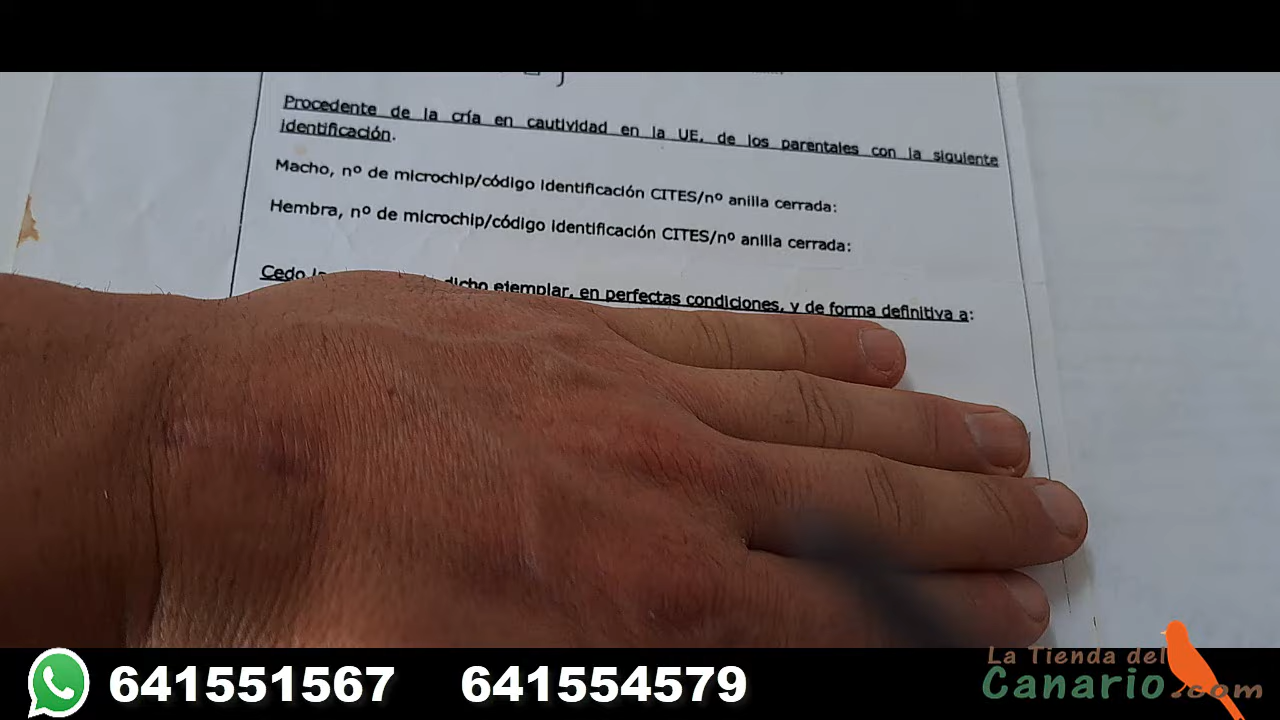 Procedente de la cría en cautividad en la UE, de los parentales con la siguiente
identificación.
Macho, nº de microchip/código identificación CITES/nº anilla cerrada:
Hembra, nº de microchip/código identificación CITES/nº anilla cerrada:
Cedo dicho ejemplar, en perfectas condiciones, y de forma definitiva a:
641551567 641554579
La Tienda del
Canario.com